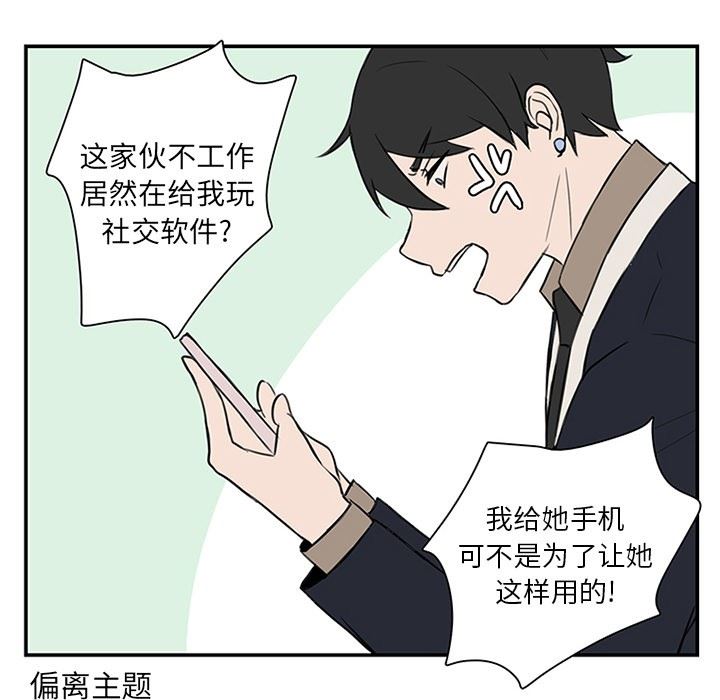 这家伙不工作
居然在给我玩
社交软件?
我给她手机
可不是为了让她
这样用的!
偏离主题